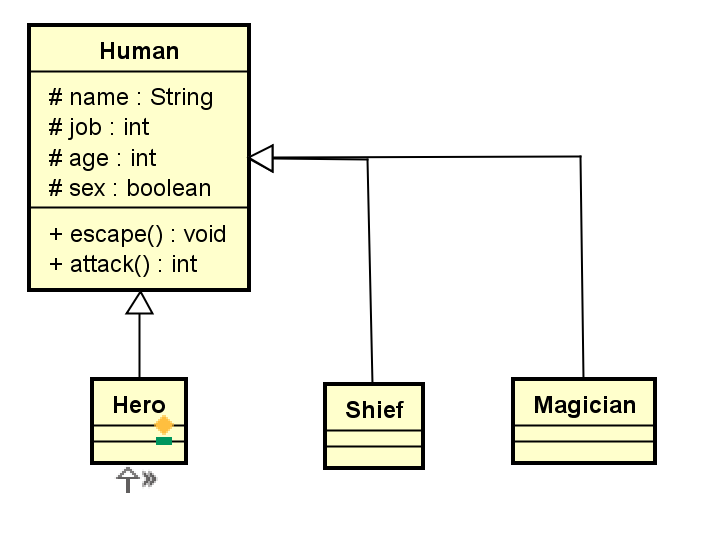 Human
# name : String
# job : int
# age : int
# sex : boolean
+ escape() : void
+ attack() : int
Hero
Shief
Magician